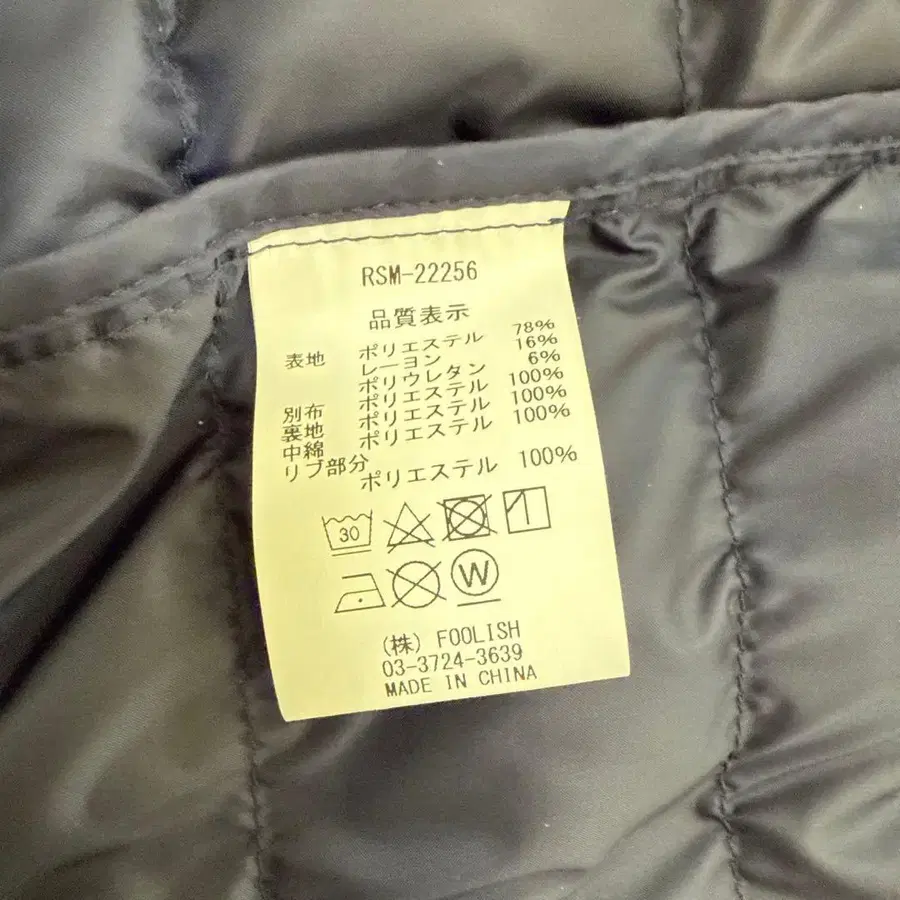 RSM-22256
品質表示
表地 ポリエステル 78%
レーヨン 16%
ポリウレタン 6%
別布 ポリエステル 100%
裏地 ポリエステル 100%
中綿 ポリエステル 100%
リブ部分
ポリエステル 100%
30
W
(株) FOOLISH
03-3724-3639
MADE IN CHINA